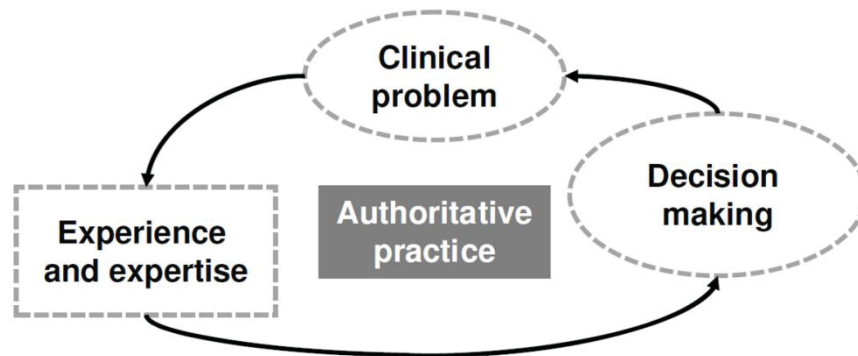 Clinical
problem
Decision
making
Authoritative
practice
Experience
and expertise